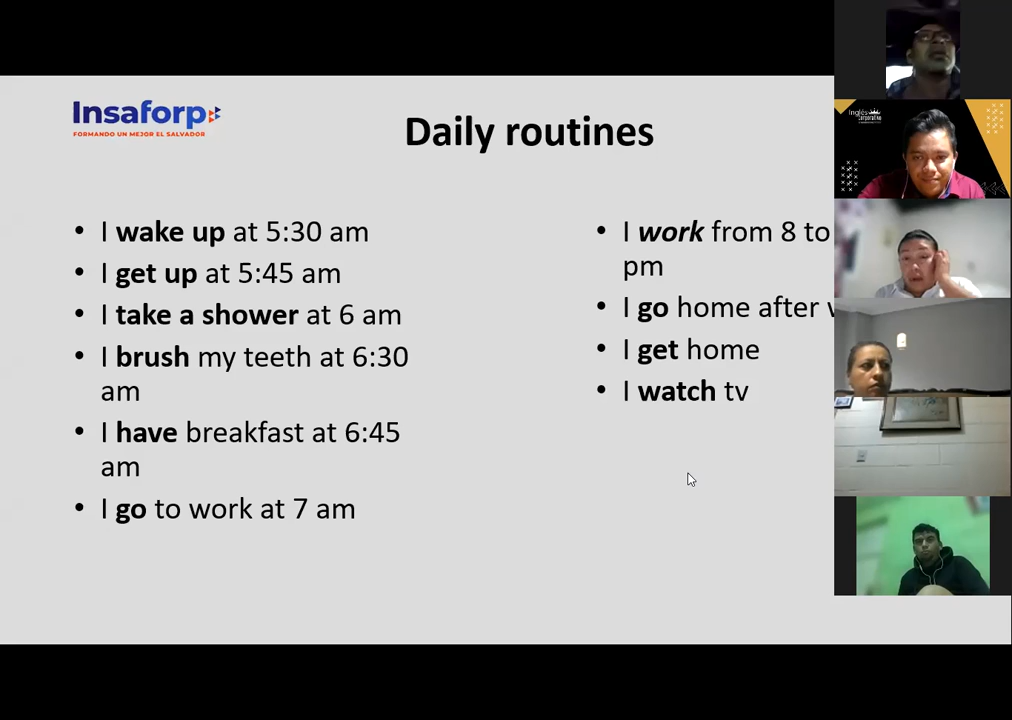 Insaforp
FORMANDO UN MEJOR EL SALVADOR
Daily routines
• I wake up at 5:30 am
• I get up at 5:45 am
• I take a shower at 6 am
• I brush my teeth at 6:30
am
• I have breakfast at 6:45
am
• I go to work at 7 am
• I work from 8 to
pm
• I go home after
• I get home
• I watch tv
Inglés
corporativo